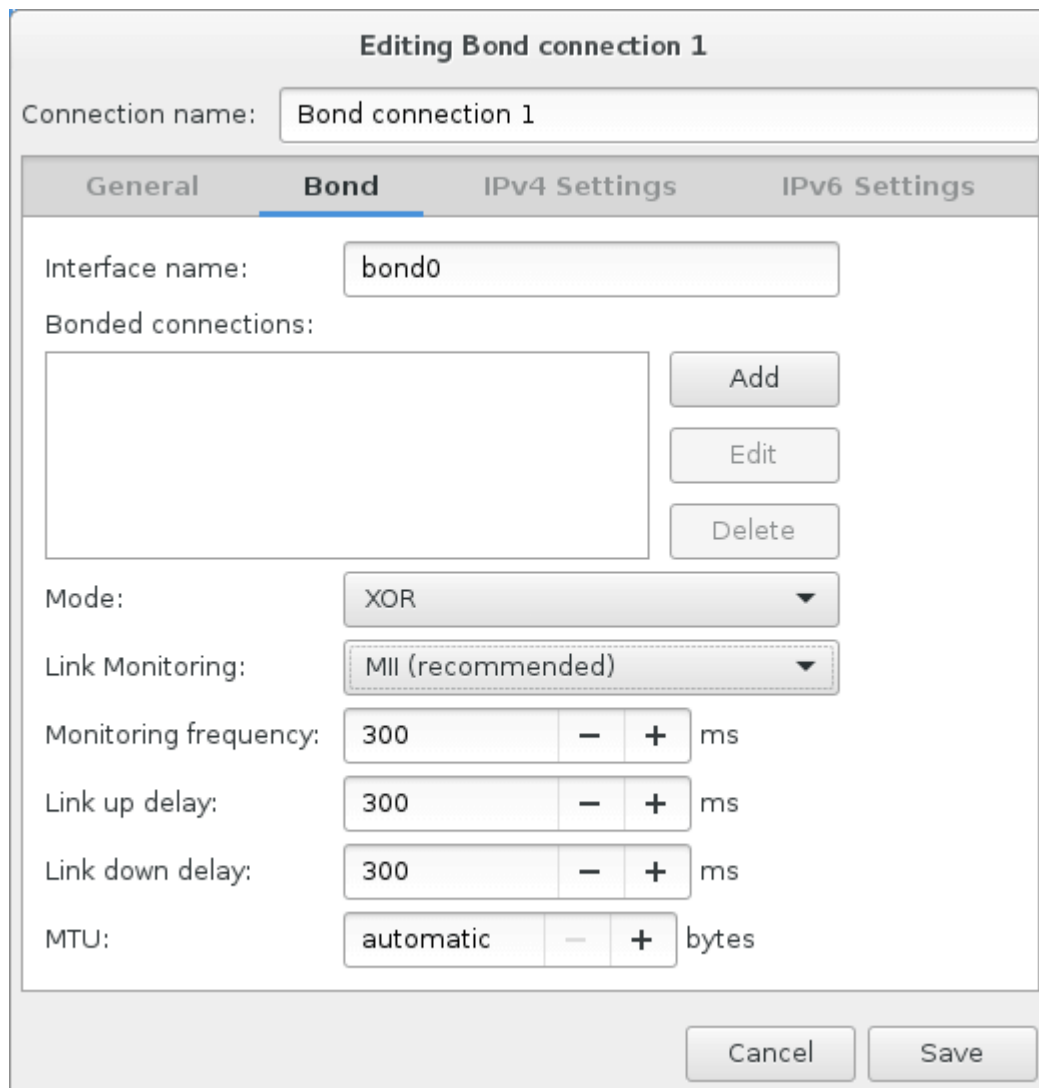 Editing Bond connection 1
Connection name: Bond connection 1
General Bond IPv4 Settings IPv6 Settings
Interface name: bond0
Bonded connections:
Add
Edit
Delete
Mode: XOR
Link Monitoring: MII (recommended)
Monitoring frequency: 300 − + ms
Link up delay: 300 − + ms
Link down delay: 300 − + ms
MTU: automatic − + bytes
Cancel Save